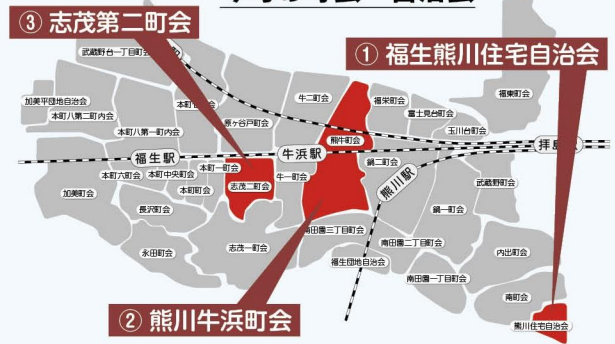 ③ 志茂第二町会
① 福生熊川住宅自治会
武蔵野台一丁目町会
牛二町会
福栄町会
福東町会
加美平団地自治会
富士見台町会
本町八第二町内会
原ヶ谷戸町会
玉川台町会
本町八第一町内会
熊牛町会
福生駅
牛浜駅
拝島
鍋二町会
本町一町会
熊川駅
本町六町会
本町中央町会
牛一町会
武蔵野町会
加美町会
本町町会
志茂二町会
長沢町会
鍋一町会
南田園三丁目町会
永田町会
志茂一町会
南田園二丁目町会
内出町会
福生団地自治会
南田園一丁目町会
南町会
② 熊川牛浜町会
熊川住宅自治会